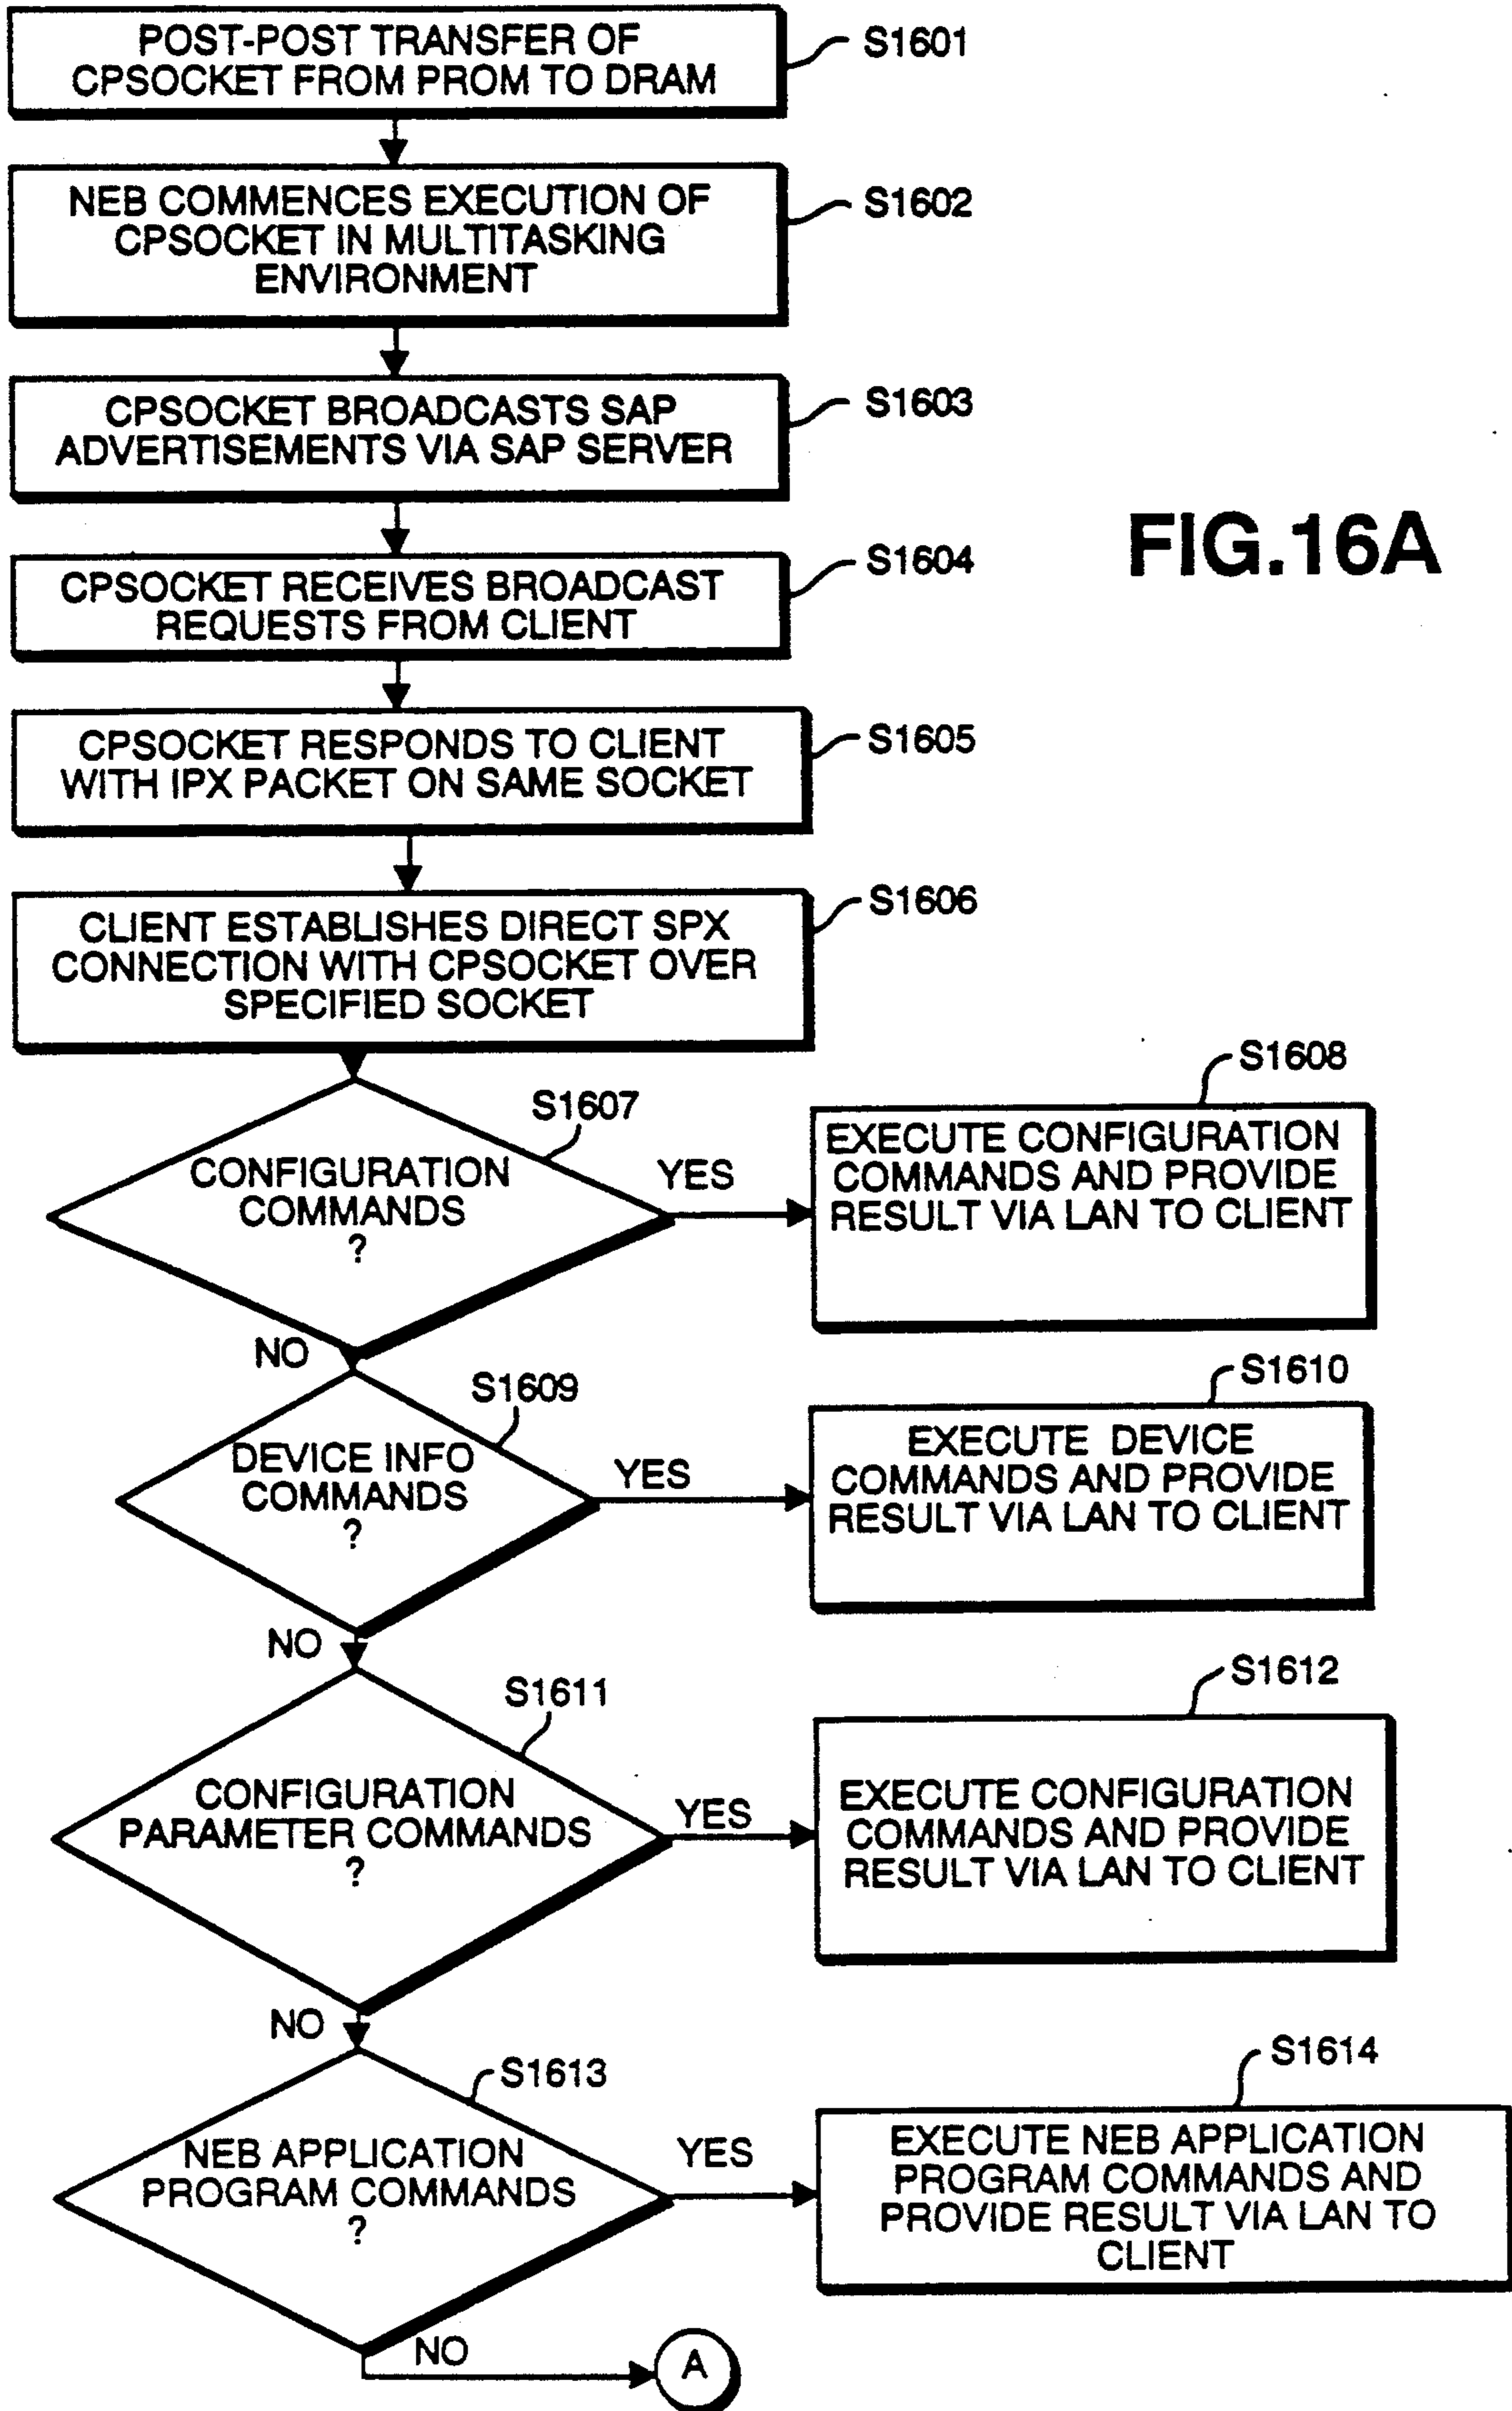 POST-POST TRANSFER OF
CPSOCKET FROM PROM TO DRAM
S1601
NEB COMMENCES EXECUTION OF
CPSOCKET IN MULTITASKING
ENVIRONMENT
S1602
CPSOCKET BROADCASTS SAP
ADVERTISEMENTS VIA SAP SERVER
S1603
FIG.16A
CPSOCKET RECEIVES BROADCAST
REQUESTS FROM CLIENT
S1604
CPSOCKET RESPONDS TO CLIENT
WITH IPX PACKET ON SAME SOCKET
S1605
CLIENT ESTABLISHES DIRECT SPX
CONNECTION WITH CPSOCKET OVER
SPECIFIED SOCKET
S1606
S1607
CONFIGURATION
COMMANDS
?
YES
S1608
EXECUTE CONFIGURATION
COMMANDS AND PROVIDE
RESULT VIA LAN TO CLIENT
NO
S1609
DEVICE INFO
COMMANDS
?
YES
S1610
EXECUTE DEVICE
COMMANDS AND PROVIDE
RESULT VIA LAN TO CLIENT
NO
S1611
CONFIGURATION
PARAMETER COMMANDS
?
YES
S1612
EXECUTE CONFIGURATION
COMMANDS AND PROVIDE
RESULT VIA LAN TO CLIENT
NO
S1613
NEB APPLICATION
PROGRAM COMMANDS
?
YES
S1614
EXECUTE NEB APPLICATION
PROGRAM COMMANDS AND
PROVIDE RESULT VIA LAN TO
CLIENT
NO
A